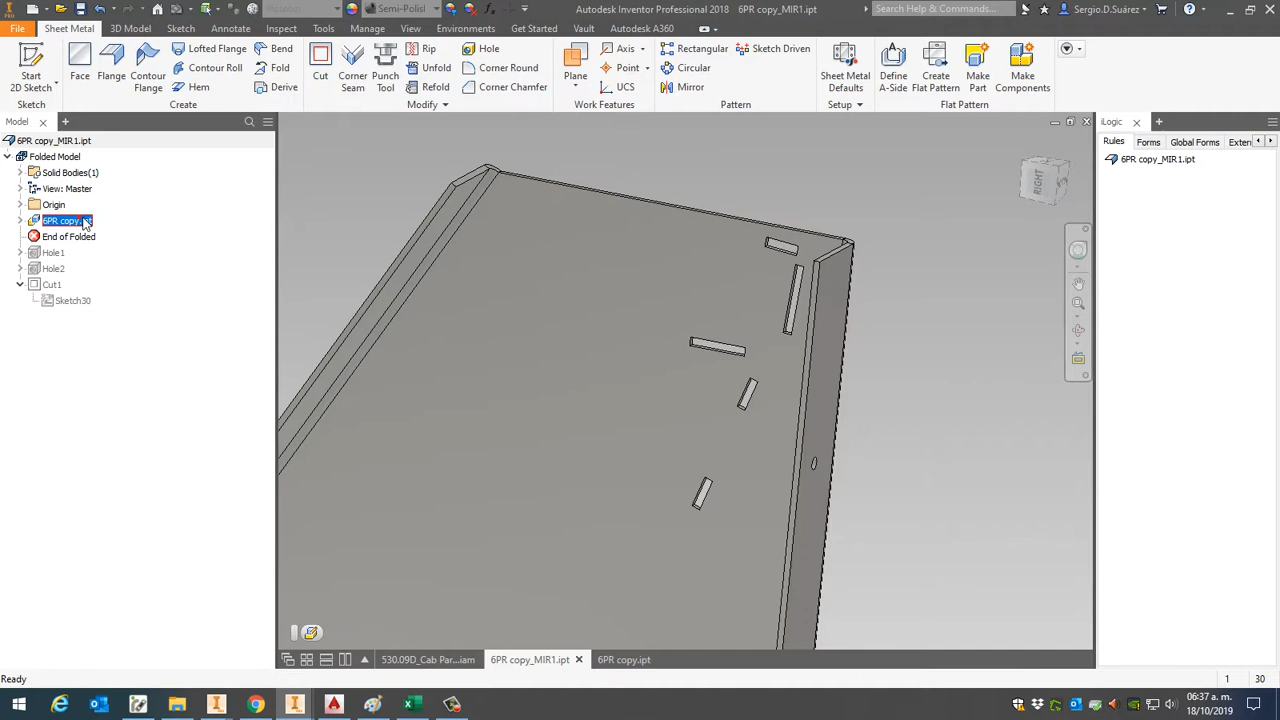 Material
Semi-Polisl
Autodesk Inventor Professional 2018   6PR copy_MIR1.ipt
Search Help & Commands...
Sergio.D.Suárez
File
Sheet Metal
3D Model
Sketch
Annotate
Inspect
Tools
Manage
View
Environments
Get Started
Vault
Autodesk A360
Start
2D Sketch
Face
Flange
Contour
Flange
Lofted Flange
Contour Roll
Hem
Bend
Fold
Derive
Cut
Corner
Seam
Punch
Tool
Rip
Unfold
Refold
Hole
Corner Round
Corner Chamfer
Plane
Axis
Point
UCS
Rectangular
Circular
Mirror
Sketch Driven
Sheet Metal
Defaults
Define
A-Side
Create
Flat Pattern
Make
Part
Make
Components
Sketch
Create
Modify
Work Features
Pattern
Setup
Flat Pattern
Model
6PR copy_MIR1.ipt
Folded Model
Solid Bodies(1)
View: Master
Origin
6PR copy.ipt
End of Folded
Hole1
Hole2
Cut1
Sketch30
RIGHT
iLogic
Rules
Forms
Global Forms
Exter
6PR copy_MIR1.ipt
530.09D_Cab Par...iam
6PR copy_MIR1.ipt
6PR copy.ipt
Ready
1
30
06:37 a. m.
18/10/2019